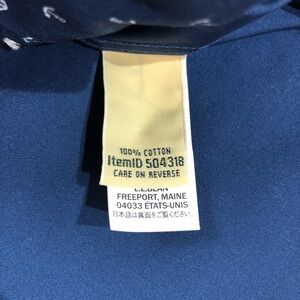 100% COTTON
ItemID 504318
CARE ON REVERSE
L.L.BEAN
FREEPORT, MAINE
04033 ÉTATS-UNIS
日本語は裏面をご覧ください。